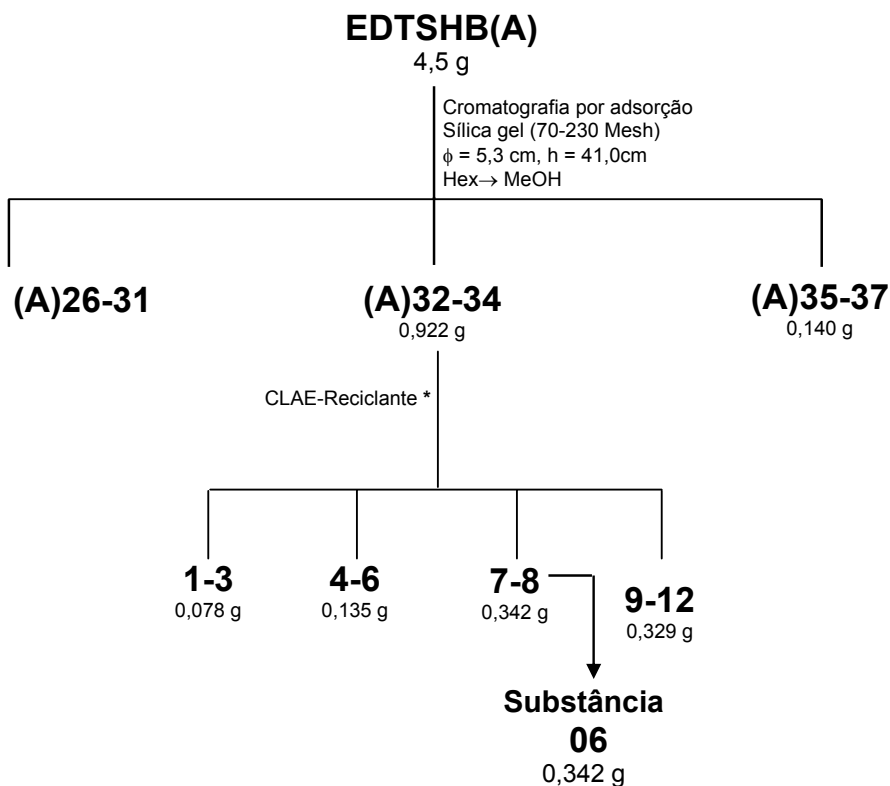 EDTSHB(A)
4,5 g
Cromatografia por adsorção
Sílica gel (70-230 Mesh)
ϕ = 5,3 cm, h = 41,0cm
Hex→ MeOH
(A)26-31
(A)32-34
0,922 g
(A)35-37
0,140 g
CLAE-Reciclante *
1-3
0,078 g
4-6
0,135 g
7-8
0,342 g
9-12
0,329 g
Substância
06
0,342 g